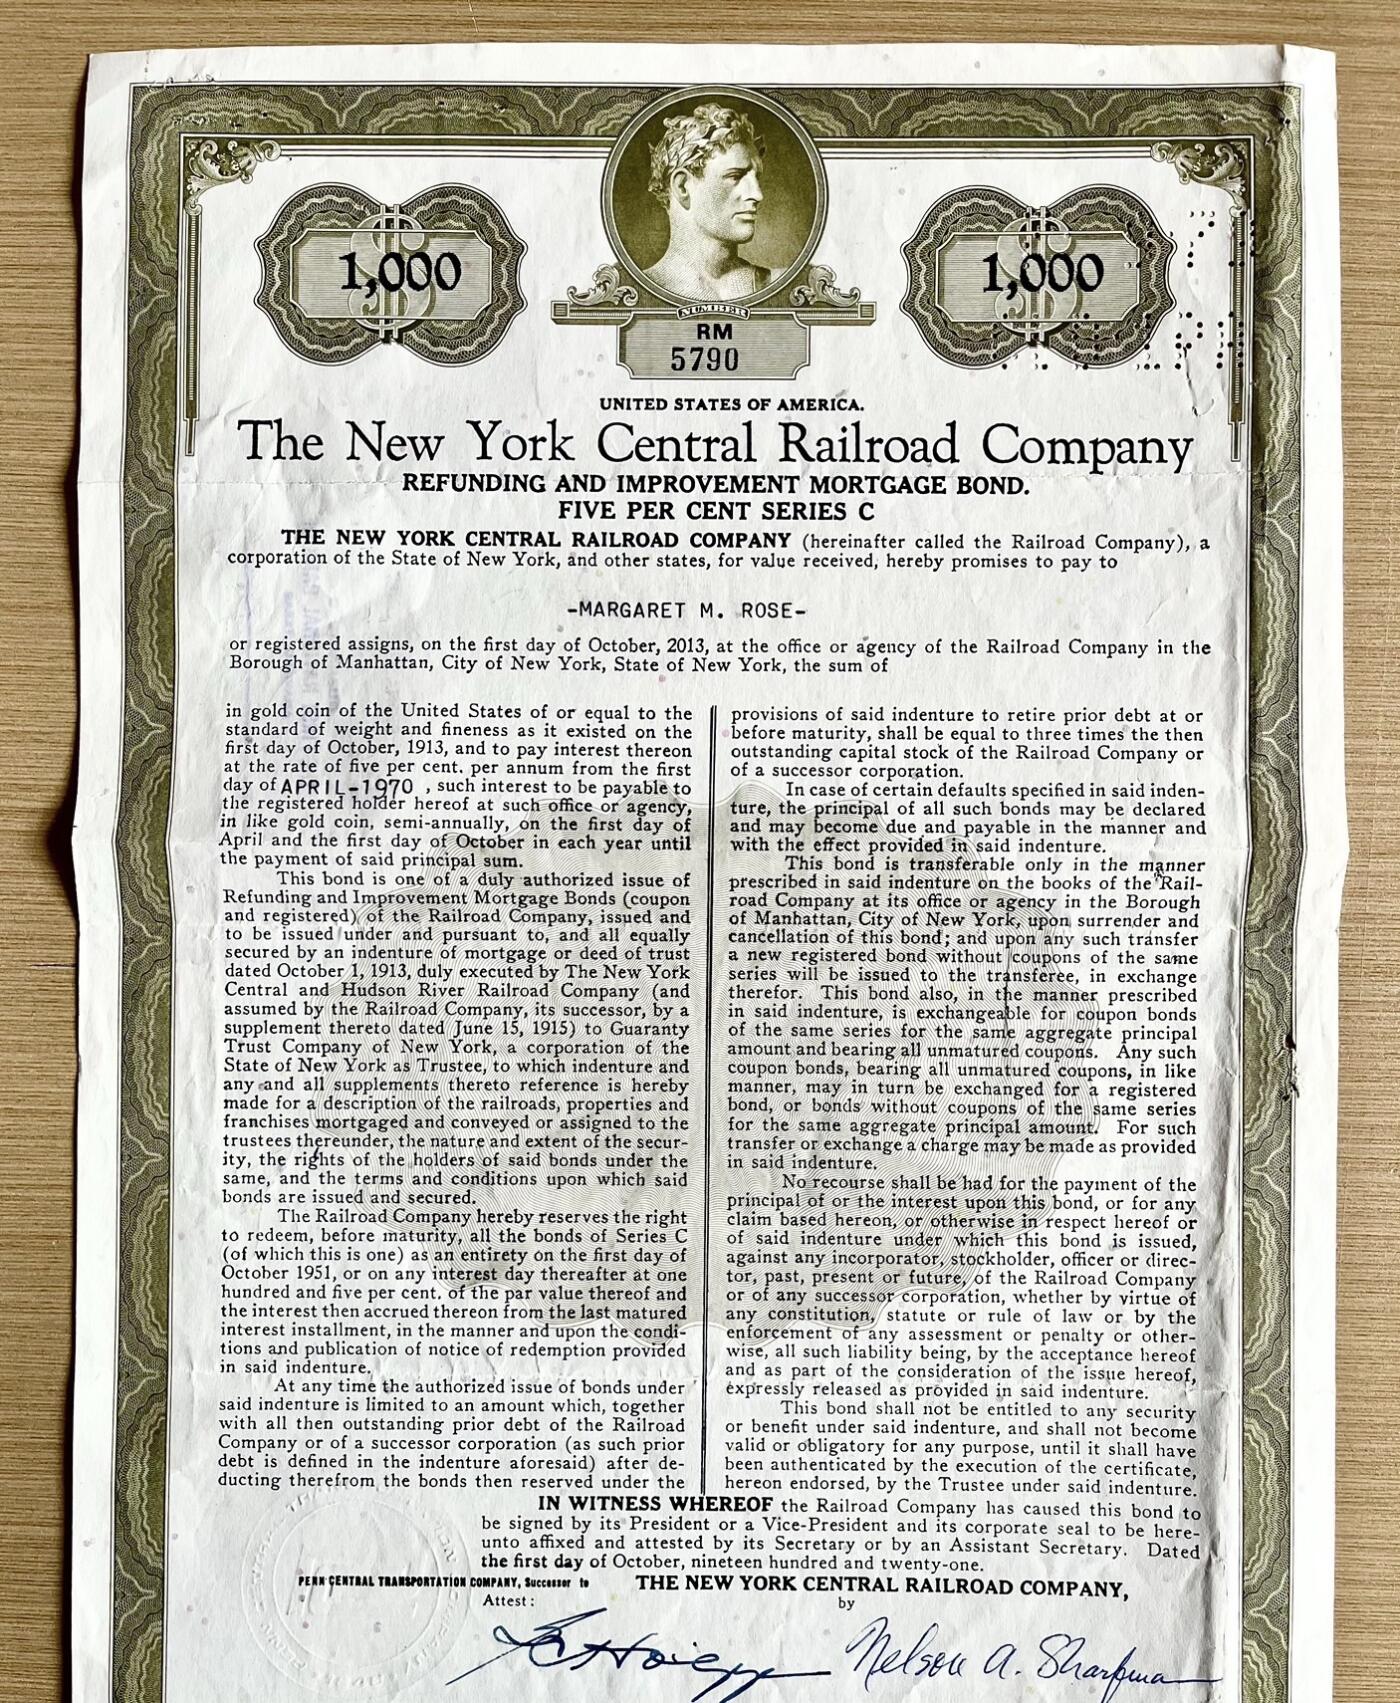 1,000
1,000
NUMBER
RM
5790
UNITED STATES OF AMERICA.
The New York Central Railroad Company
REFUNDING AND IMPROVEMENT MORTGAGE BOND.
FIVE PER CENT SERIES C
THE NEW YORK CENTRAL RAILROAD COMPANY (hereinafter called the Railroad Company), a
corporation of the State of New York, and other states, for value received, hereby promises to pay to
-MARGARET M. ROSE-
or registered assigns, on the first day of October, 2013, at the office or agency of the Railroad Company in the
Borough of Manhattan, City of New York, State of New York, the sum of
in gold coin of the United States of or equal to the
standard of weight and fineness as it existed on the
first day of October, 1913, and to pay interest thereon
at the rate of five per cent. per annum from the first
day of APRIL-1970 , such interest to be payable to
the registered holder hereof at such office or agency,
in like gold coin, semi-annually, on the first day of
April and the first day of October in each year until
the payment of said principal sum.
This bond is one of a duly authorized issue of
Refunding and Improvement Mortgage Bonds (coupon
and registered) of the Railroad Company, issued and
to be issued under and pursuant to, and all equally
secured by an indenture of mortgage or deed of trust
dated October 1, 1913, duly executed by The New York
Central and Hudson River Railroad Company (and
assumed by the Railroad Company, its successor, by a
supplement thereto dated June 15, 1915) to Guaranty
Trust Company of New York, a corporation of the
State of New York as Trustee, to which indenture and
any and all supplements thereto reference is hereby
made for a description of the railroads, properties and
franchises mortgaged and conveyed or assigned to the
trustees thereunder, the nature and extent of the secur-
ity, the rights of the holders of said bonds under the
same, and the terms and conditions upon which said
bonds are issued and secured.
The Railroad Company hereby reserves the right
to redeem, before maturity, all the bonds of Series C
(of which this is one) as an entirety on the first day of
October 1951, or on any interest day thereafter at one
hundred and five per cent. of the par value thereof and
the interest then accrued thereon from the last matured
interest installment, in the manner and upon the condi-
tions and publication of notice of redemption provided
in said indenture.
At any time the authorized issue of bonds under
said indenture is limited to an amount which, together
with all then outstanding prior debt of the Railroad
Company or of a successor corporation (as such prior
debt is defined in the indenture aforesaid) after de-
ducting therefrom the bonds then reserved under the
provisions of said indenture to retire prior debt at or
before maturity, shall be equal to three times the then
outstanding capital stock of the Railroad Company or
of a successor corporation.
In case of certain defaults specified in said inden-
ture, the principal of all such bonds may be declared
and may become due and payable in the manner and
with the effect provided in said indenture.
This bond is transferable only in the manner
prescribed in said indenture on the books of the Rail-
road Company at its office or agency in the Borough
of Manhattan, City of New York, upon surrender and
cancellation of this bond; and upon any such transfer
a new registered bond without coupons of the same
series will be issued to the transferee, in exchange
therefor. This bond also, in the manner prescribed
in said indenture, is exchangeable for coupon bonds
of the same series for the same aggregate principal
amount and bearing all unmatured coupons. Any such
coupon bonds, bearing all unmatured coupons, in like
manner, may in turn be exchanged for a registered
bond, or bonds without coupons of the same series
for the same aggregate principal amount. For such
transfer or exchange a charge may be made as provided
in said indenture.
No recourse shall be had for the payment of the
principal of or the interest upon this bond, or for any
claim based hereon, or otherwise in respect hereof or
of said indenture under which this bond is issued,
against any incorporator, stockholder, officer or direc-
tor, past, present or future, of the Railroad Company
or of any successor corporation, whether by virtue of
any constitution, statute or rule of law or by the
enforcement of any assessment or penalty or other-
wise, all such liability being, by the acceptance hereof
and as part of the consideration of the issue hereof,
expressly released as provided in said indenture.
This bond shall not be entitled to any security
or benefit under said indenture, and shall not become
valid or obligatory for any purpose, until it shall have
been authenticated by the execution of the certificate,
hereon endorsed, by the Trustee under said indenture.
IN WITNESS WHEREOF the Railroad Company has caused this bond to
be signed by its President or a Vice-President and its corporate seal to be here-
unto affixed and attested by its Secretary or by an Assistant Secretary. Dated
the first day of October, nineteen hundred and twenty-one.
PENN CENTRAL TRANSPORTATION COMPANY, Successor to THE NEW YORK CENTRAL RAILROAD COMPANY,
Attest: by
Nelson A. Sharfman